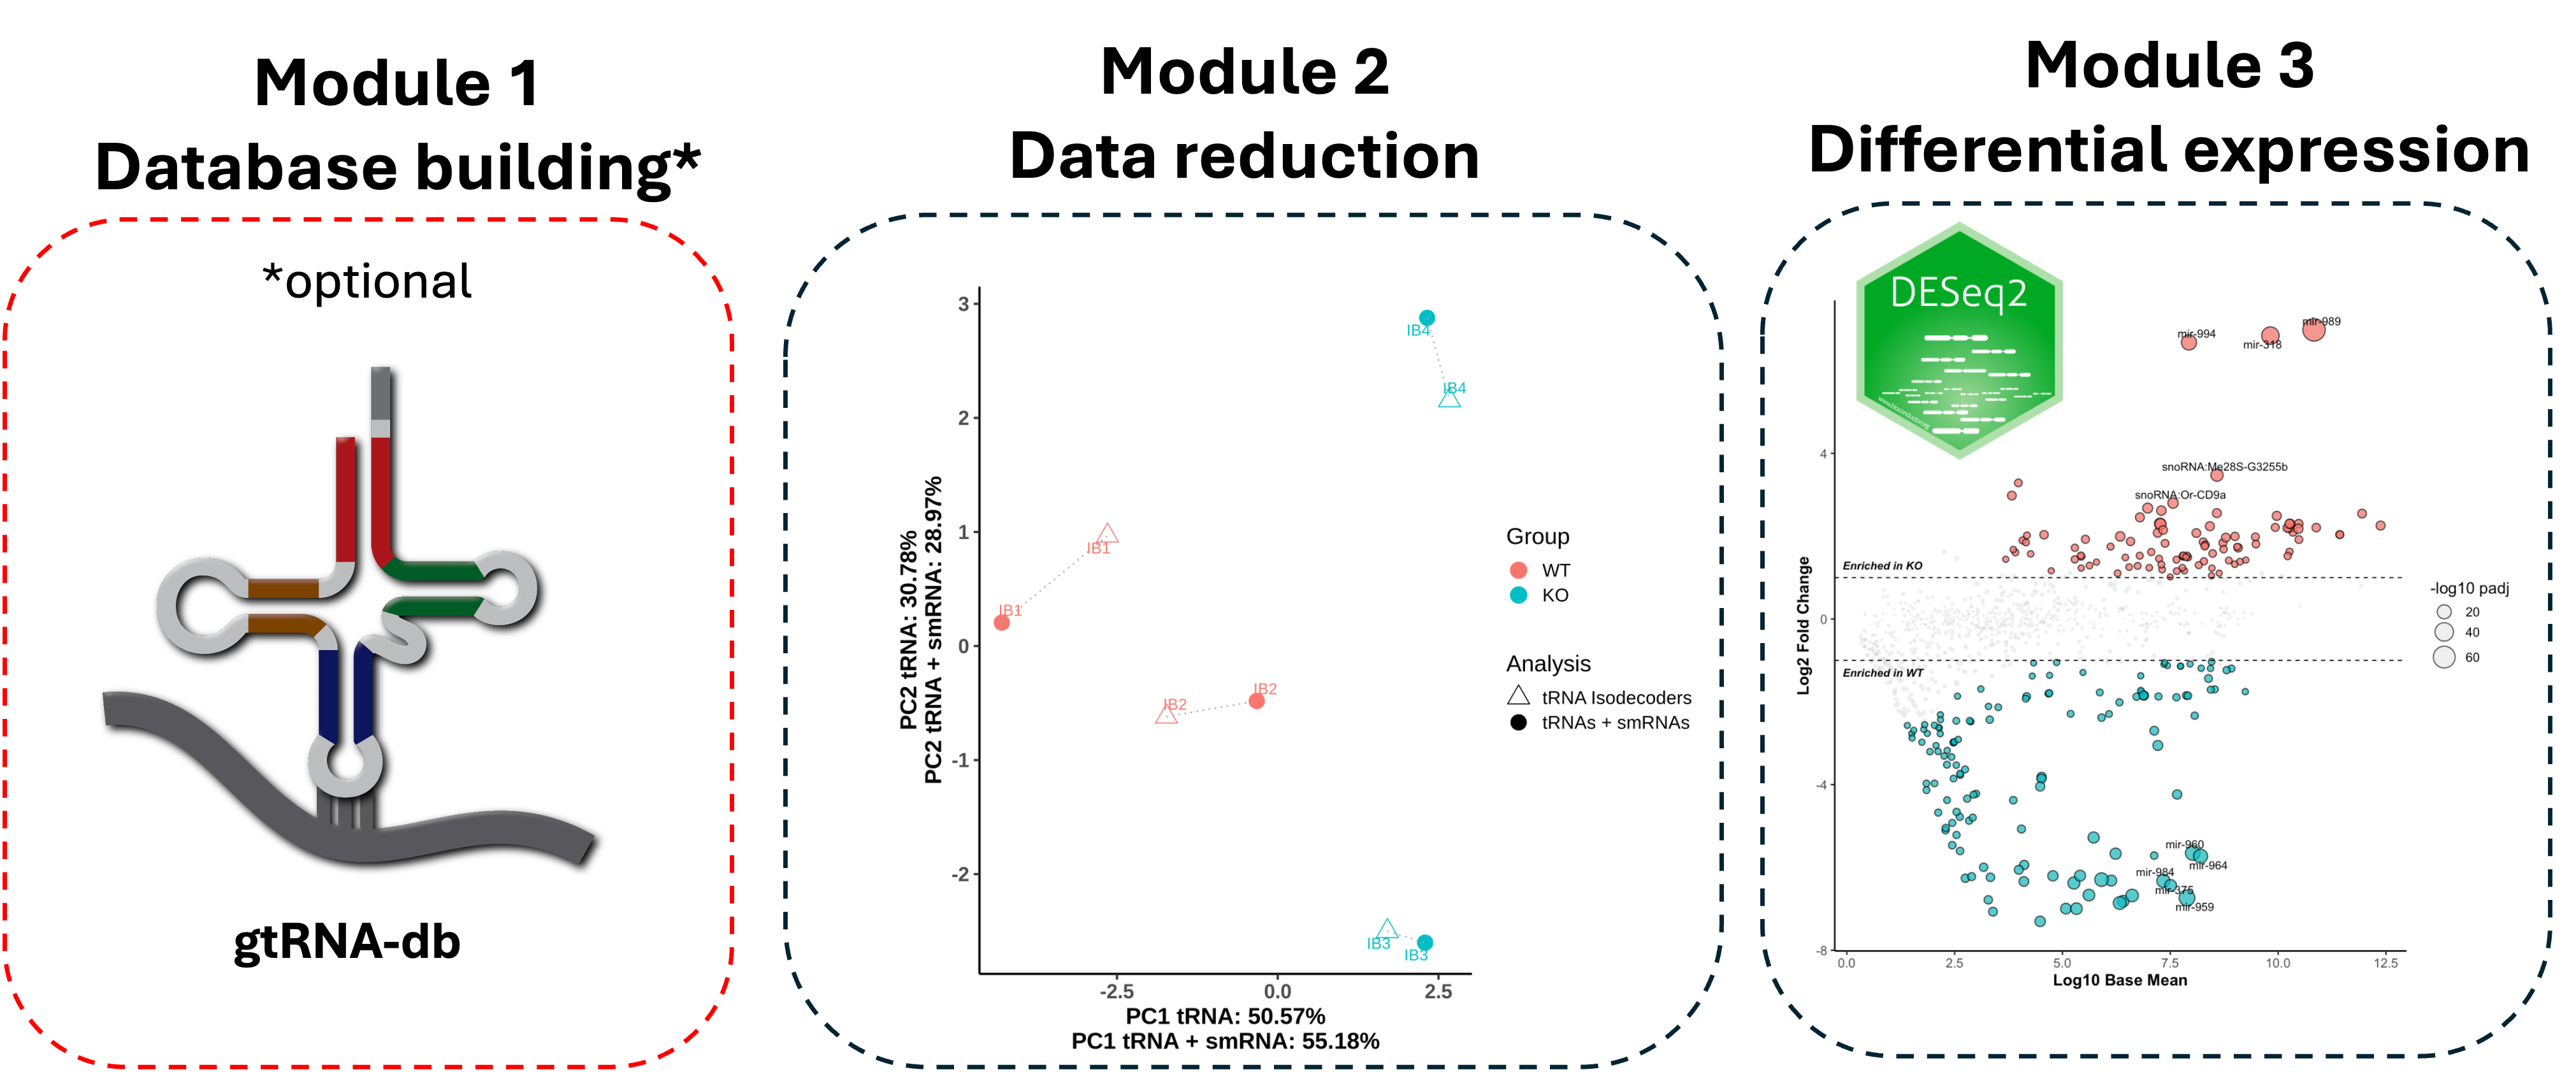 Module 1
Database building*
*optional
gtRNA-db
Module 2
Data reduction
3
2
1
0
-1
-2
-2.5
0.0
2.5
PC2 tRNA: 30.78%
PC2 tRNA + smRNA: 28.97%
PC1 tRNA: 50.57%
PC1 tRNA + smRNA: 55.18%
IB4
IB4
IB1
IB1
IB2
IB2
IB3
IB3
Group
WT
KO
Analysis
tRNA Isodecoders
tRNAs + smRNAs
Module 3
Differential expression
DESeq2
mir-994
mir-318
mir-989
snoRNA:Me28S-G3255b
snoRNA:Or-CD9a
Enriched in KO
Enriched in WT
mir-960
mir-964
mir-984
mir-375
mir-959
4
0
-4
-8
0.0
2.5
5.0
7.5
10.0
12.5
Log2 Fold Change
Log10 Base Mean
-log10 padj
20
40
60